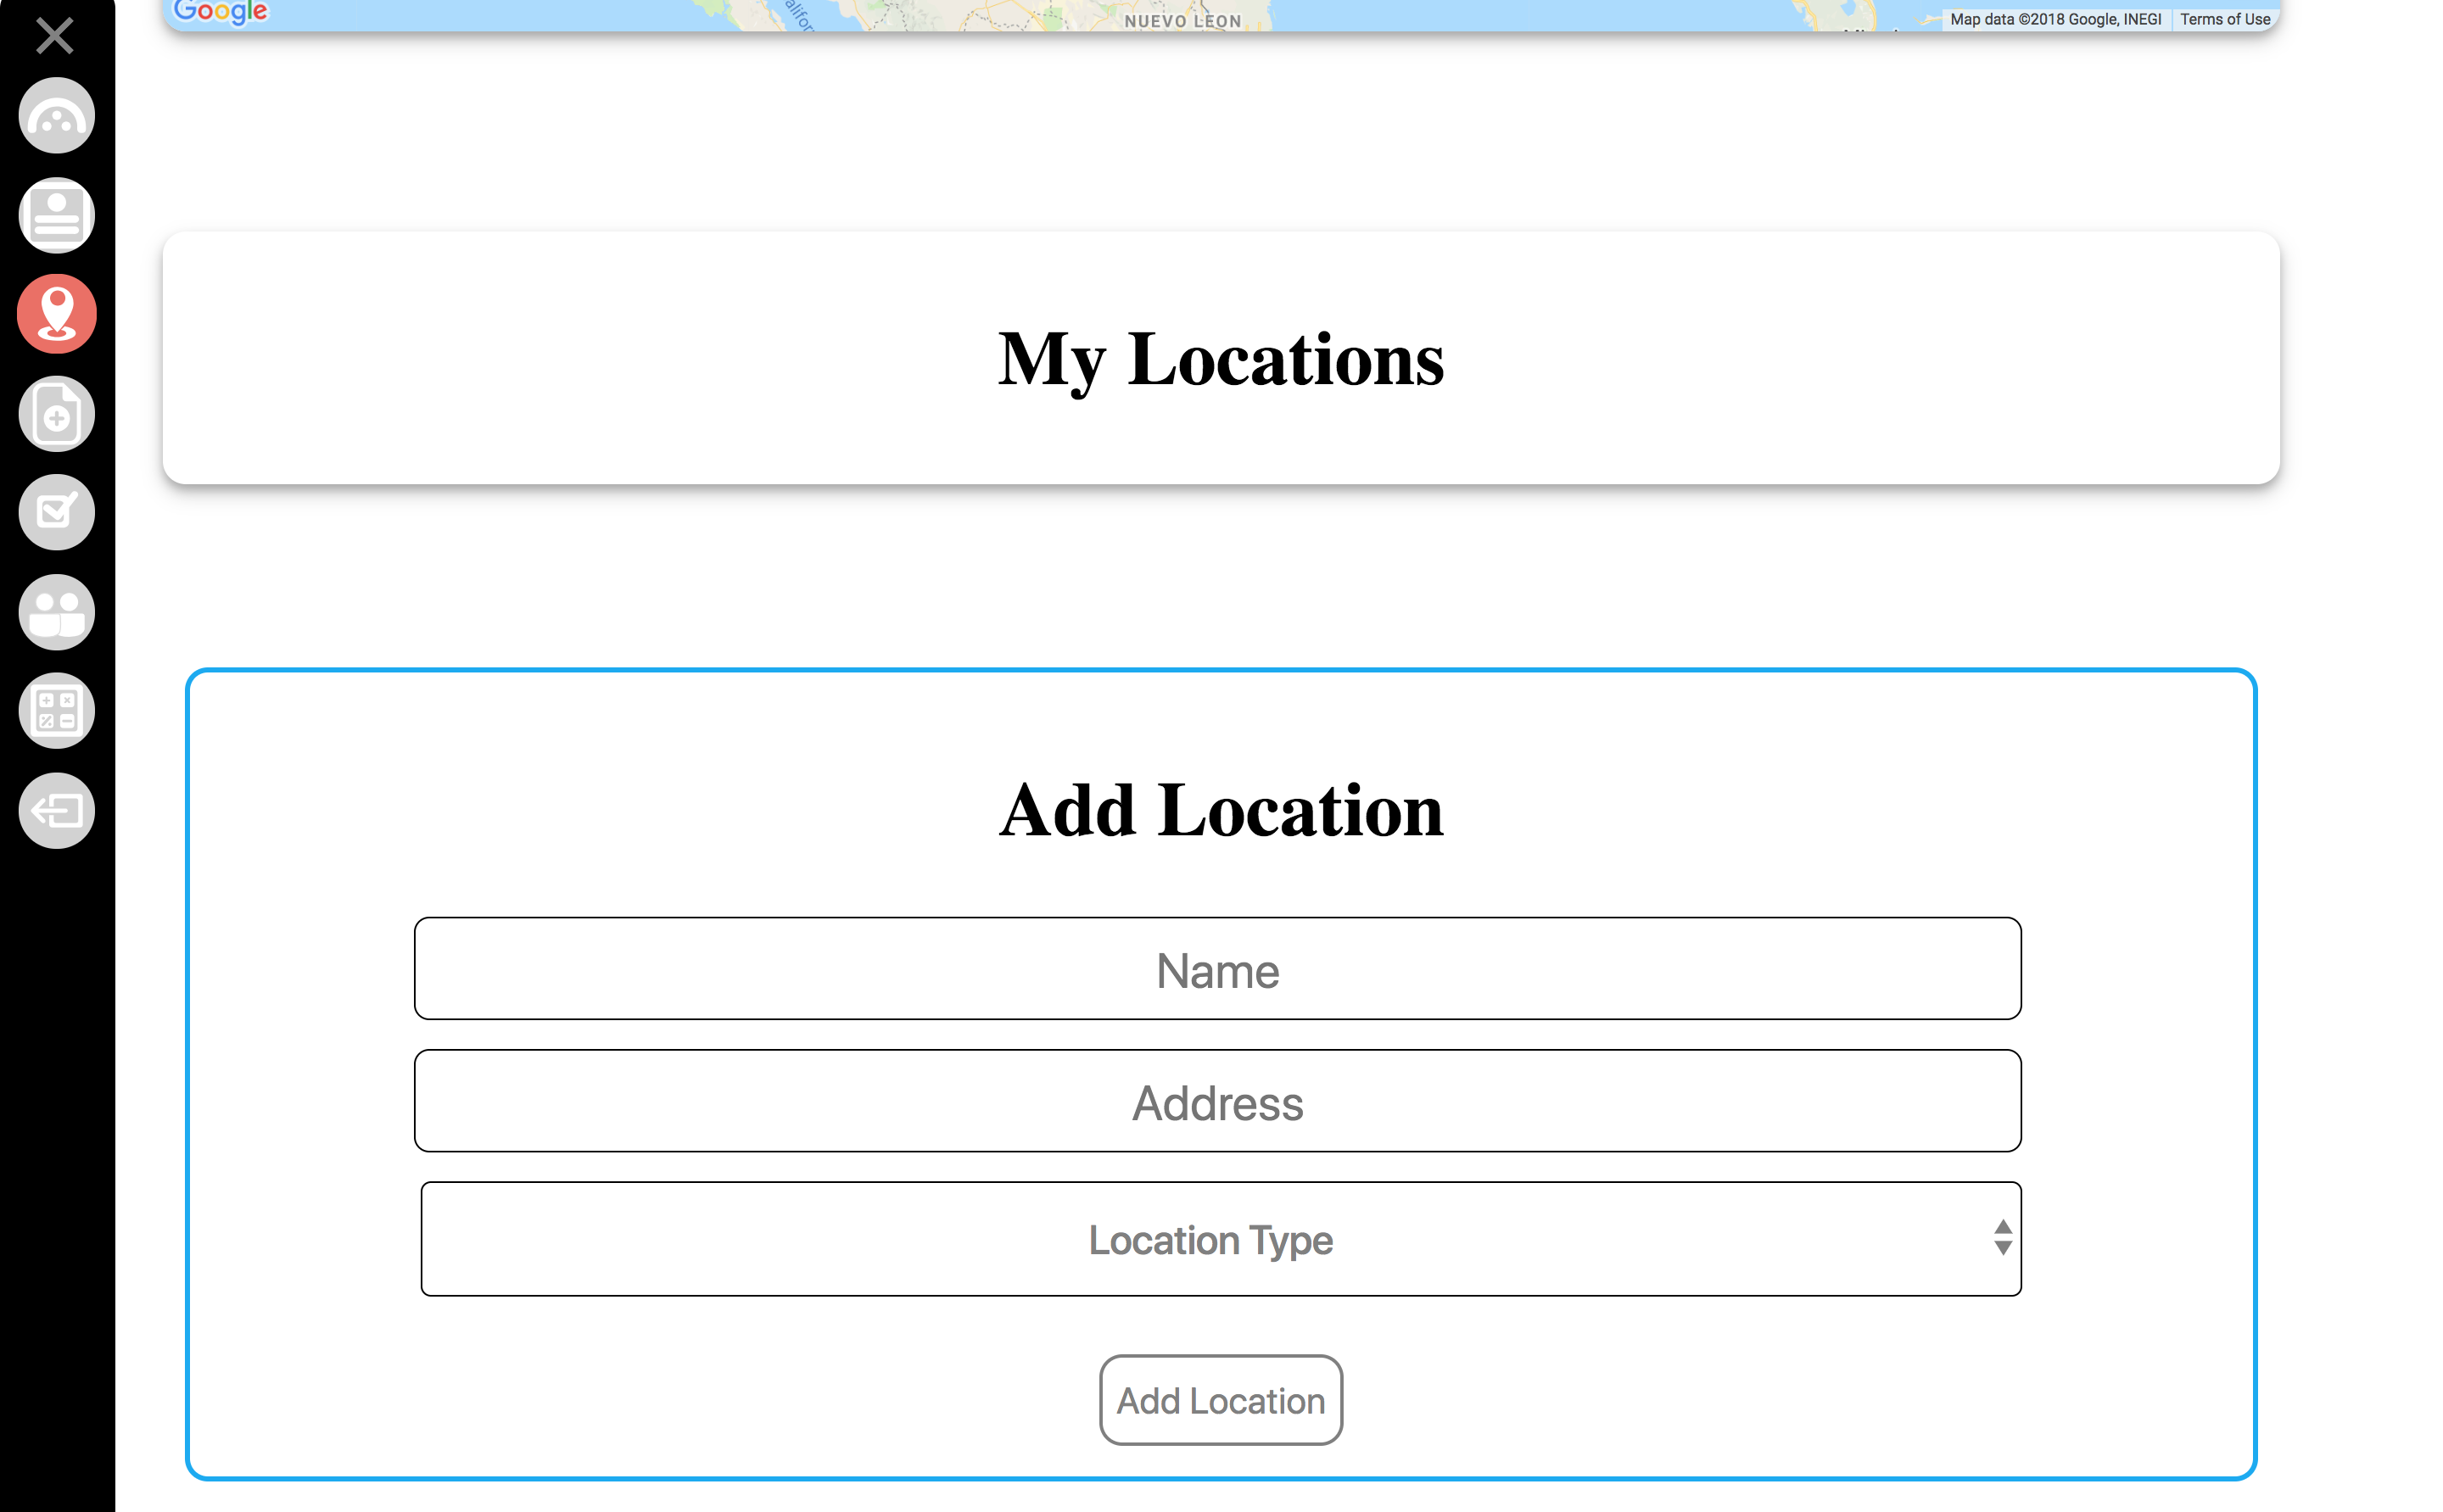 Google
aliforn
NUEVO LEON
Map data ©2018 Google, INEGI
Terms of Use
My Locations
Add Location
Name
Address
Location Type
Add Location